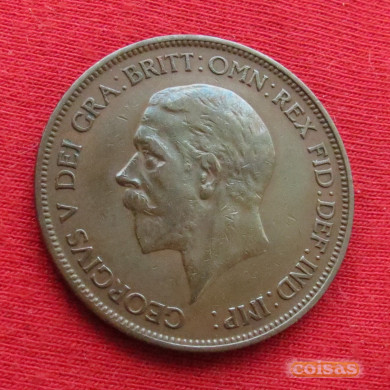 GEORGIVS V DEI GRA: BRITT: OMN: REX FID: DEF: IND: IMP:
coisas